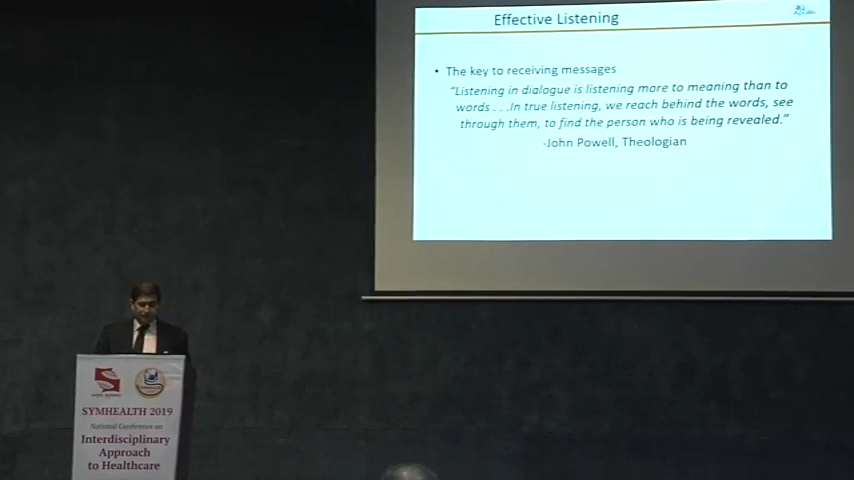 Effective Listening
• The key to receiving messages
“Listening in dialogue is listening more to meaning than to
words . . .In true listening, we reach behind the words, see
through them, to find the person who is being revealed.”
-John Powell, Theologian
SYMHEALTH 2019
National Conference on
Interdisciplinary
Approach
to Healthcare